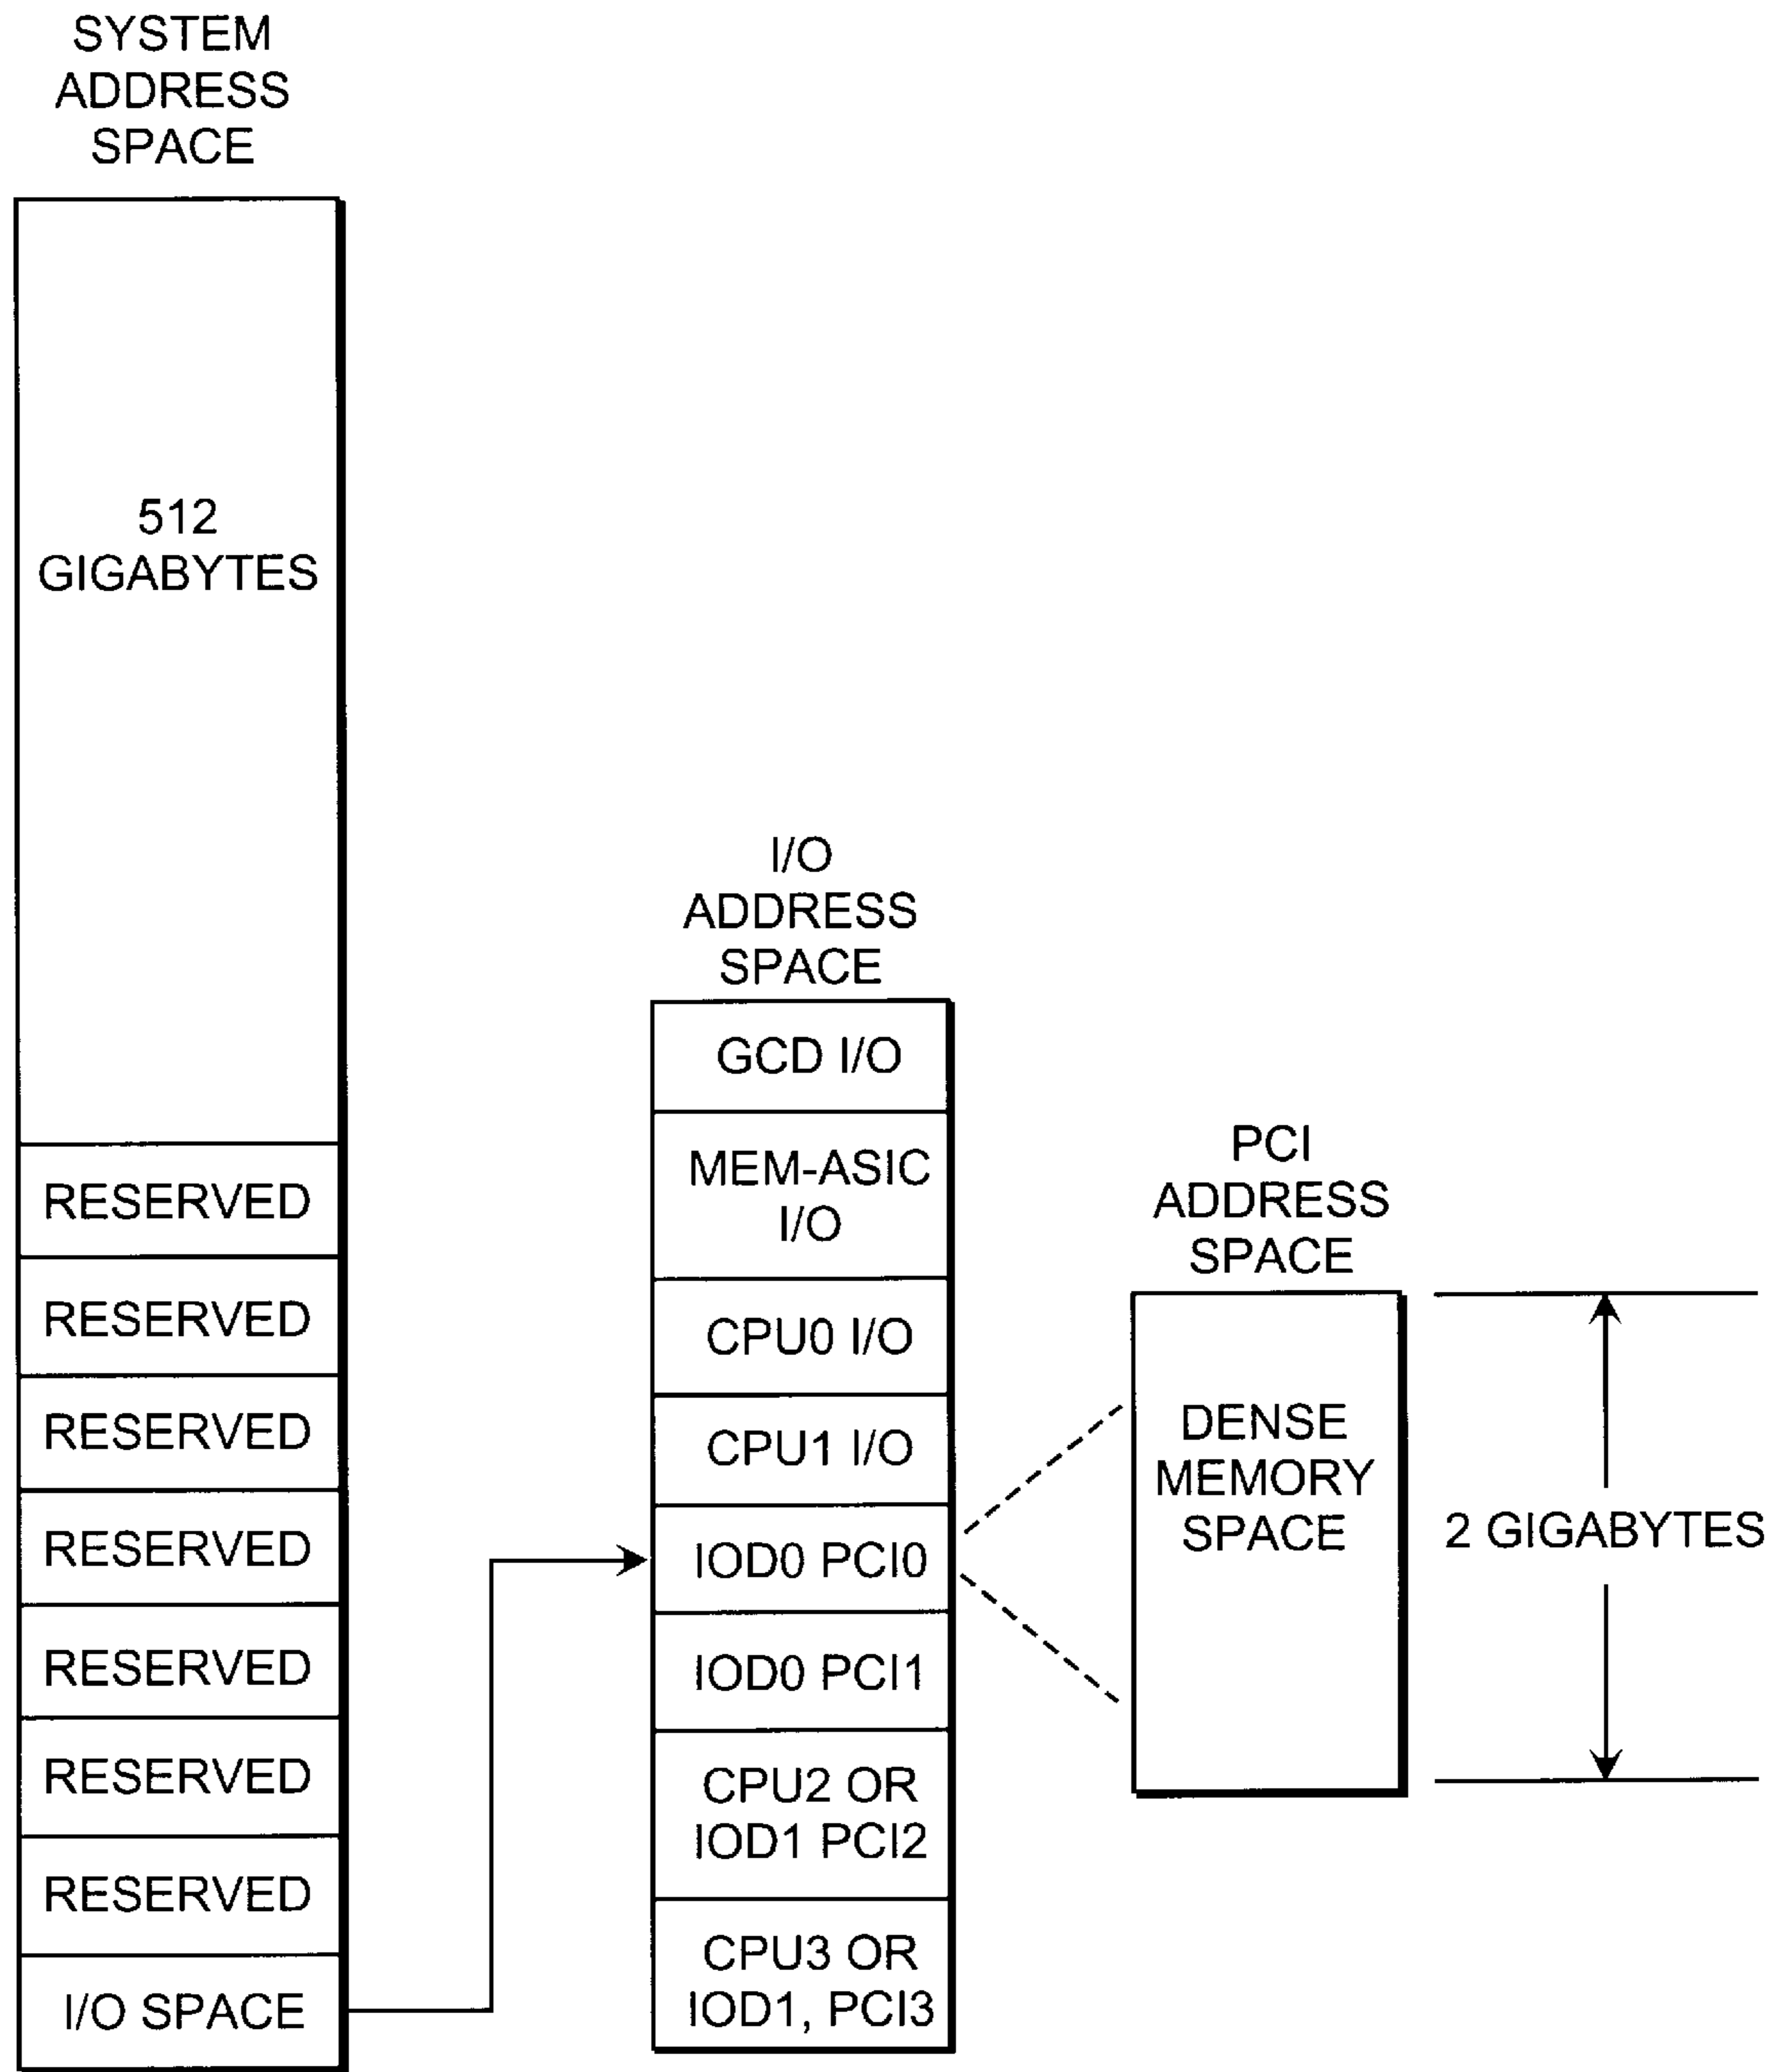 SYSTEM
ADDRESS
SPACE
512
GIGABYTES
RESERVED
RESERVED
RESERVED
RESERVED
RESERVED
RESERVED
RESERVED
I/O SPACE
I/O
ADDRESS
SPACE
GCD I/O
MEM-ASIC
I/O
CPU0 I/O
CPU1 I/O
IOD0 PCI0
IOD0 PCI1
CPU2 OR
IOD1 PCI2
CPU3 OR
IOD1, PCI3
PCI
ADDRESS
SPACE
DENSE
MEMORY
SPACE
2 GIGABYTES